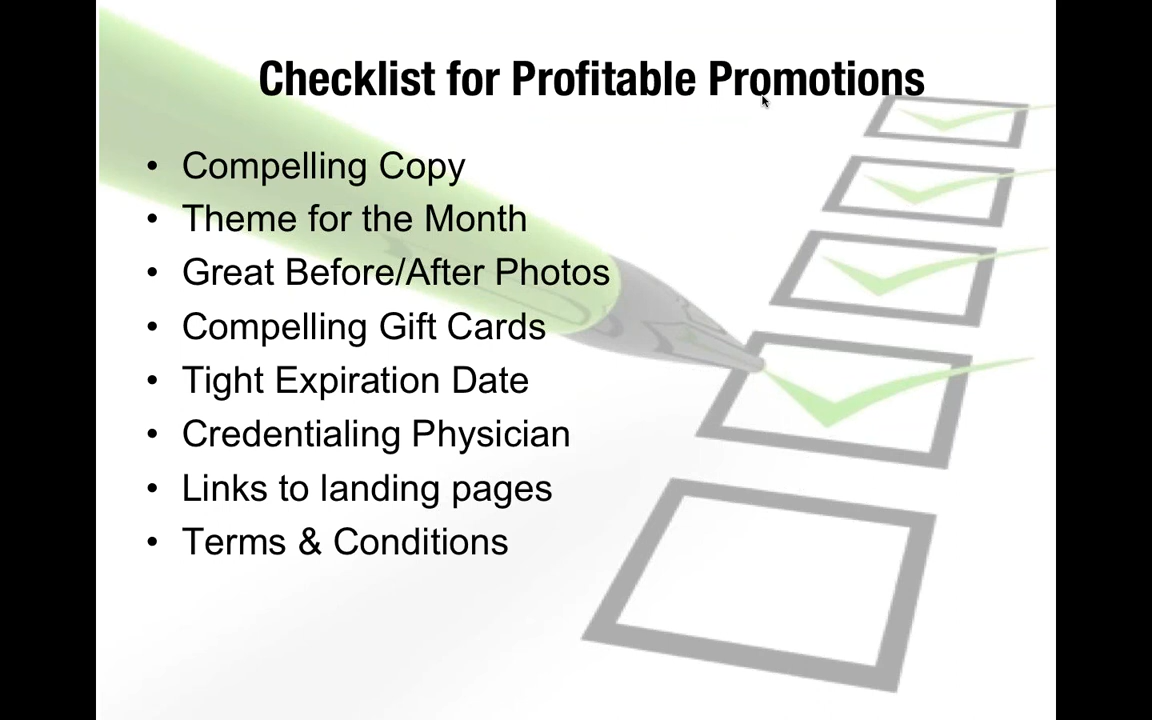 Checklist for Profitable Promotions
• Compelling Copy
• Theme for the Month
• Great Before/After Photos
• Compelling Gift Cards
• Tight Expiration Date
• Credentialing Physician
• Links to landing pages
• Terms & Conditions